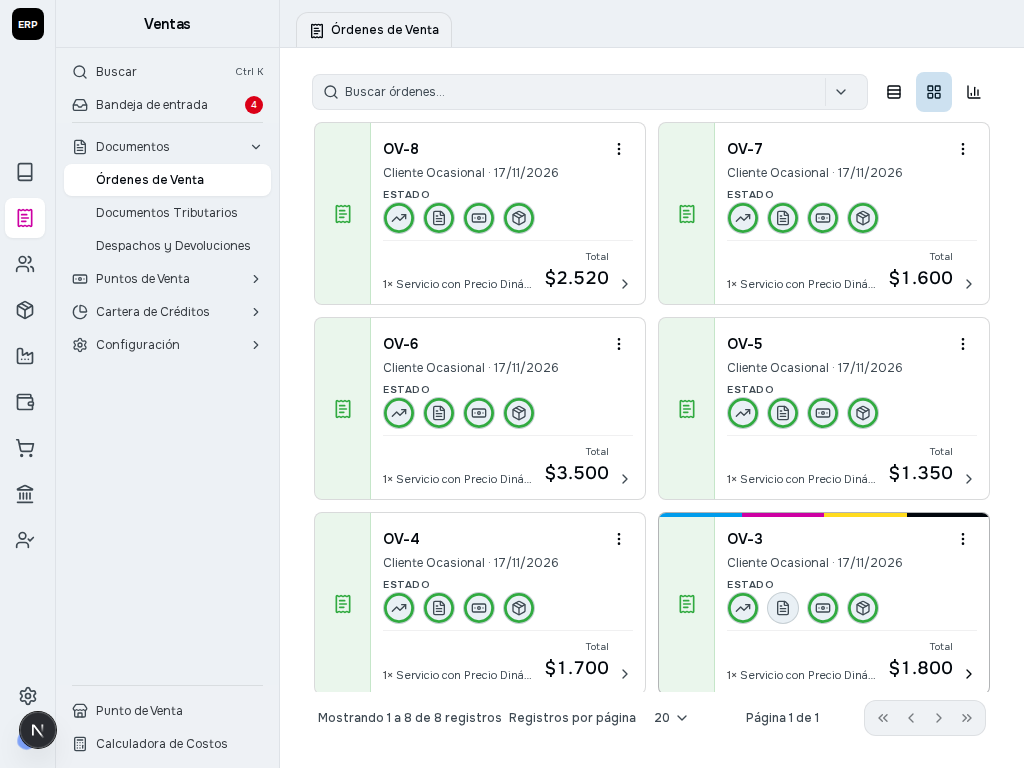 ERP
Ventas
Órdenes de Venta
Buscar
Ctrl K
Bandeja de entrada
4
Documentos
Órdenes de Venta
Documentos Tributarios
Despachos y Devoluciones
Puntos de Venta
Cartera de Créditos
Configuración
Punto de Venta
Calculadora de Costos
N
Buscar órdenes...
OV-8
Cliente Ocasional · 17/11/2026
ESTADO
Total
1× Servicio con Precio Diná... $2.520
OV-7
Cliente Ocasional · 17/11/2026
ESTADO
Total
1× Servicio con Precio Diná... $1.600
OV-6
Cliente Ocasional · 17/11/2026
ESTADO
Total
1× Servicio con Precio Diná... $3.500
OV-5
Cliente Ocasional · 17/11/2026
ESTADO
Total
1× Servicio con Precio Diná... $1.350
OV-4
Cliente Ocasional · 17/11/2026
ESTADO
Total
1× Servicio con Precio Diná... $1.700
OV-3
Cliente Ocasional · 17/11/2026
ESTADO
Total
1× Servicio con Precio Diná... $1.800
Mostrando 1 a 8 de 8 registros Registros por página 20 Página 1 de 1